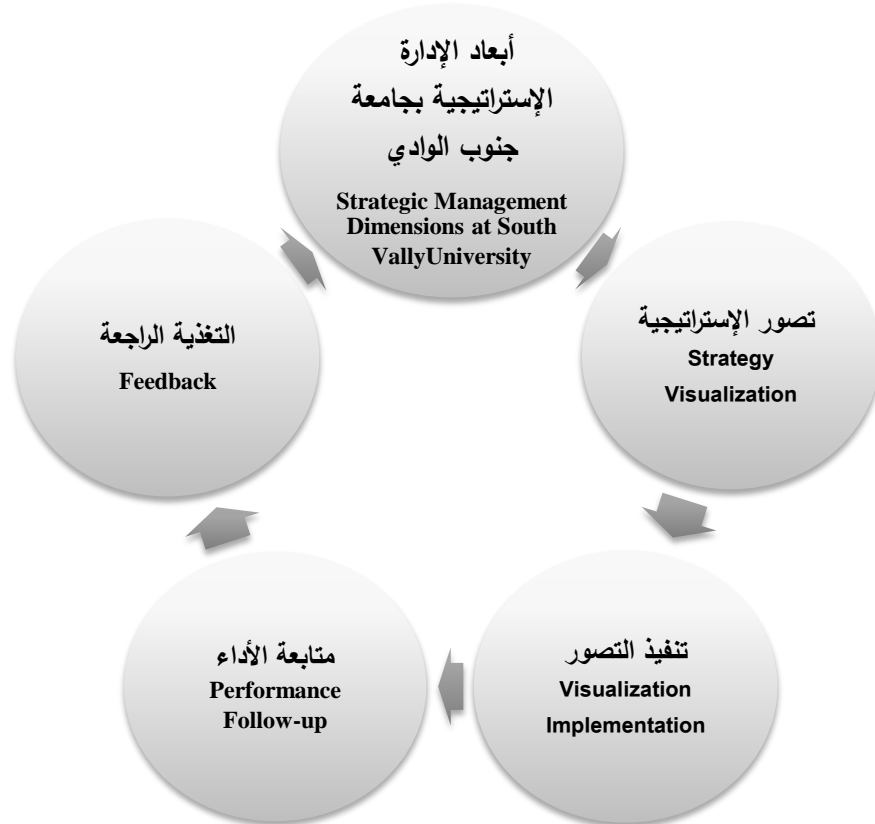 أبعاد الإدارة
الإستراتيجية بجامعة
جنوب الوادي
Strategic Management
Dimensions at South
VallyUniversity
تصور الإستراتيجية
Strategy
Visualization
تنفيذ التصور
Visualization
Implementation
متابعة الأداء
Performance
Follow-up
التغذية الراجعة
Feedback